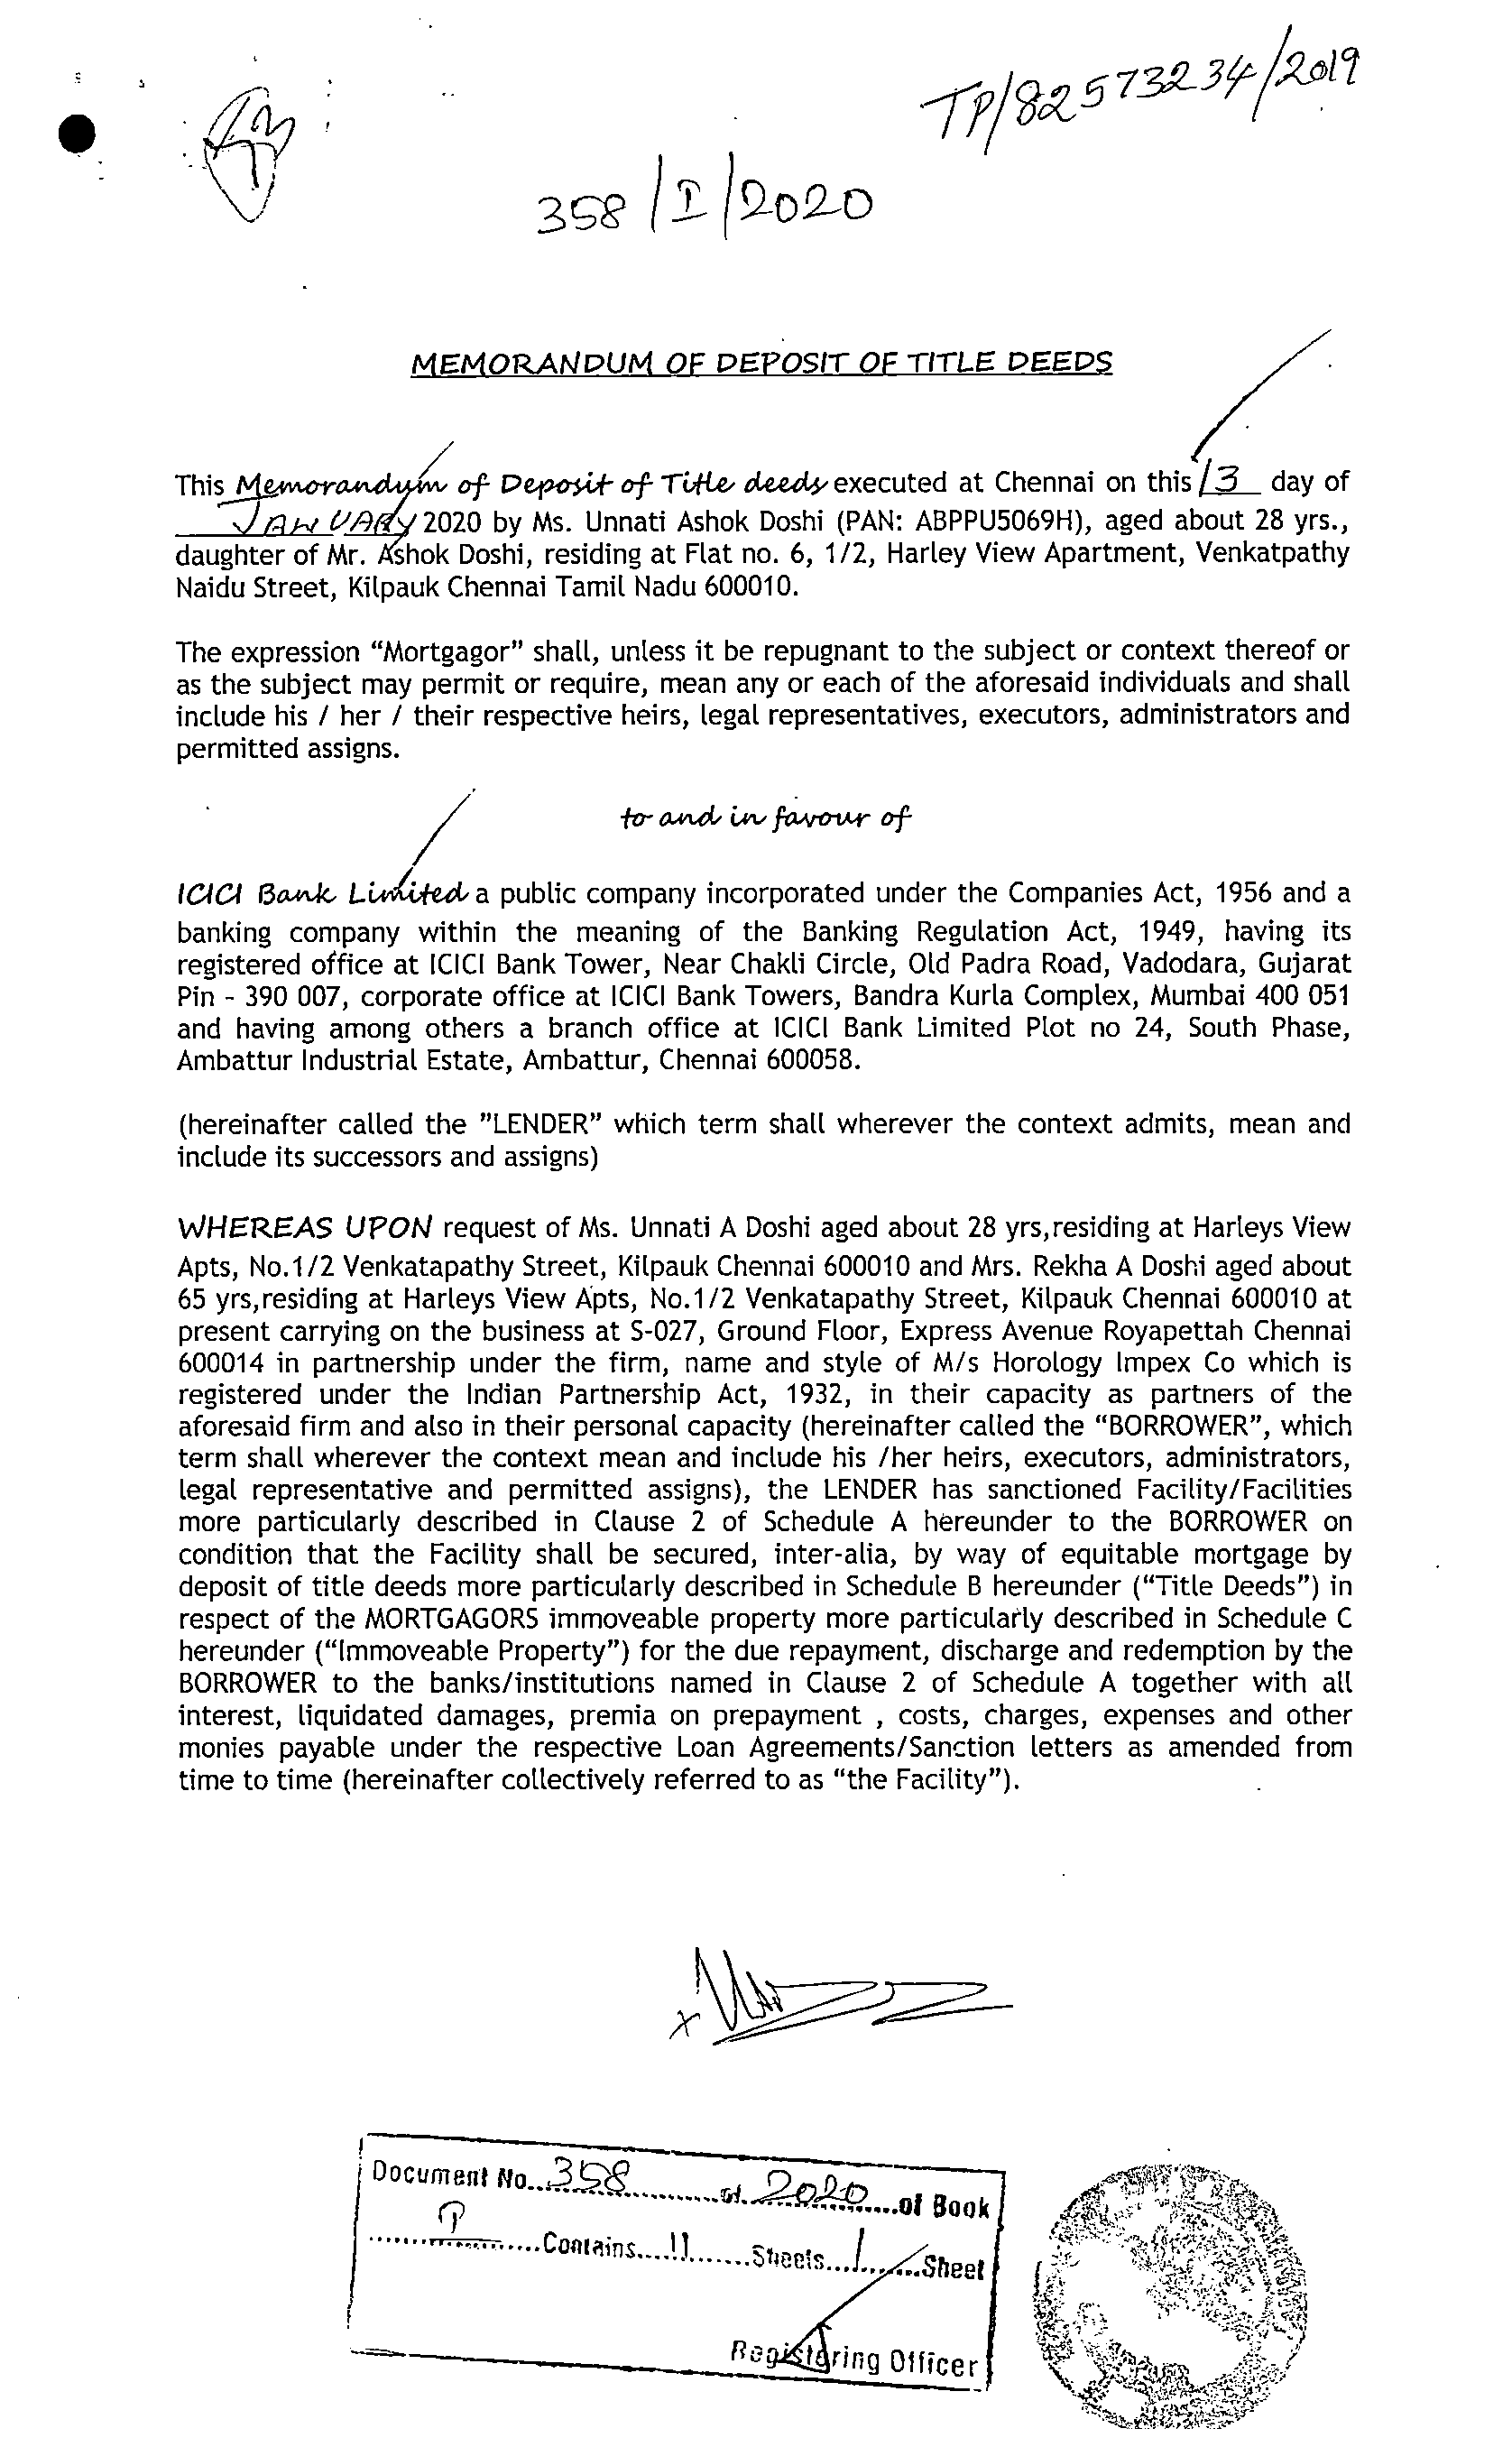 TP/82573234/2019
358/I/2020
MEMORANDUM OF DEPOSIT OF TITLE DEEDS
This Memorandum of Deposit of Title deeds executed at Chennai on this 13 day of
JANUARY 2020 by Ms. Unnati Ashok Doshi (PAN: ABPPU5069H), aged about 28 yrs.,
daughter of Mr. Ashok Doshi, residing at Flat no. 6, 1/2, Harley View Apartment, Venkatpathy
Naidu Street, Kilpauk Chennai Tamil Nadu 600010.
The expression “Mortgagor” shall, unless it be repugnant to the subject or context thereof or
as the subject may permit or require, mean any or each of the aforesaid individuals and shall
include his / her / their respective heirs, legal representatives, executors, administrators and
permitted assigns.
to and in favour of
ICICI Bank Limited a public company incorporated under the Companies Act, 1956 and a
banking company within the meaning of the Banking Regulation Act, 1949, having its
registered office at ICICI Bank Tower, Near Chakli Circle, Old Padra Road, Vadodara, Gujarat
Pin - 390 007, corporate office at ICICI Bank Towers, Bandra Kurla Complex, Mumbai 400 051
and having among others a branch office at ICICI Bank Limited Plot no 24, South Phase,
Ambattur Industrial Estate, Ambattur, Chennai 600058.
(hereinafter called the ”LENDER” which term shall wherever the context admits, mean and
include its successors and assigns)
WHEREAS UPON request of Ms. Unnati A Doshi aged about 28 yrs,residing at Harleys View
Apts, No.1/2 Venkatapathy Street, Kilpauk Chennai 600010 and Mrs. Rekha A Doshi aged about
65 yrs,residing at Harleys View Apts, No.1/2 Venkatapathy Street, Kilpauk Chennai 600010 at
present carrying on the business at S-027, Ground Floor, Express Avenue Royapettah Chennai
600014 in partnership under the firm, name and style of M/s Horology Impex Co which is
registered under the Indian Partnership Act, 1932, in their capacity as partners of the
aforesaid firm and also in their personal capacity (hereinafter called the “BORROWER”, which
term shall wherever the context mean and include his /her heirs, executors, administrators,
legal representative and permitted assigns), the LENDER has sanctioned Facility/Facilities
more particularly described in Clause 2 of Schedule A hereunder to the BORROWER on
condition that the Facility shall be secured, inter-alia, by way of equitable mortgage by
deposit of title deeds more particularly described in Schedule B hereunder (“Title Deeds”) in
respect of the MORTGAGORS immoveable property more particularly described in Schedule C
hereunder (“Immoveable Property”) for the due repayment, discharge and redemption by the
BORROWER to the banks/institutions named in Clause 2 of Schedule A together with all
interest, liquidated damages, premia on prepayment , costs, charges, expenses and other
monies payable under the respective Loan Agreements/Sanction letters as amended from
time to time (hereinafter collectively referred to as “the Facility”).
Document No...358..........of..2020....of Book
......I......Contains....11.......Sheets...1......Sheet
Registering Officer